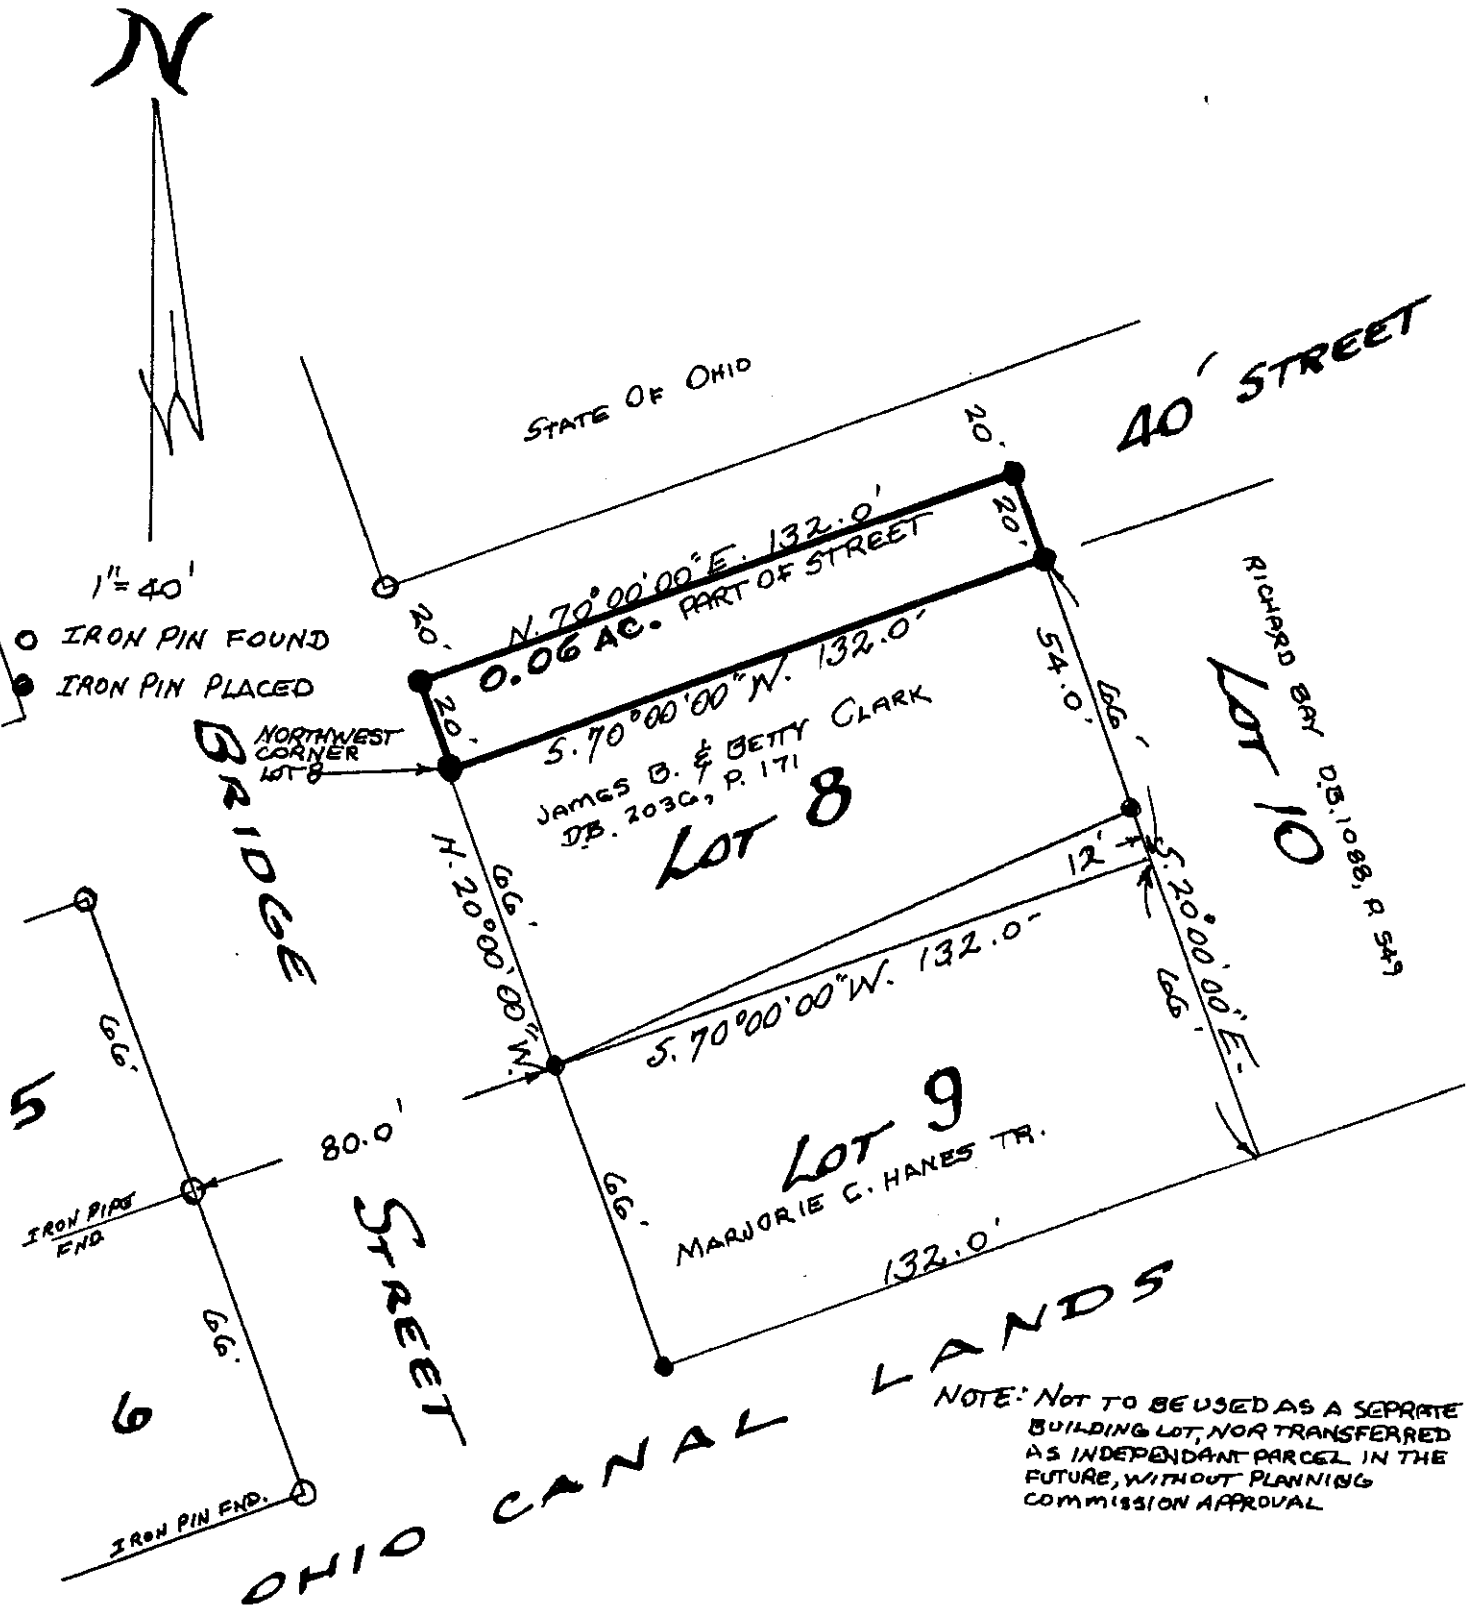 N
STATE OF OHIO
40' STREET
20'
20'
N. 70°00'00"E. 132.0'
0.06 AC. PART OF STREET
20'
20'
S. 70°00'00"W. 132.0'
1"= 40'
IRON PIN FOUND
IRON PIN PLACED
NORTHWEST
CORNER
LOT 8
BRIDGE
STREET
JAMES B. & BETTY CLARK
DB. 203G, P. 171
LOT 8
54.0'
66'
RICHARD BAY D.B. 1088, P. 549
LOT 10
N. 20°00'00"W.
66'
12'
S. 20°00'00"E.
66'
S. 70°00'00"W. 132.0'
66'
5
80.0'
IRON PIPE
FND
66'
LOT 9
MARJORIE C. HANES TR.
66'
132.0'
6
IRON PIN FND.
OHIO CANAL LANDS
NOTE: NOT TO BE USED AS A SEPRATE
BUILDING LOT, NOR TRANSFERRED
AS INDEPENDANT PARCEL IN THE
FUTURE, WITHOUT PLANNING
COMMISSION APPROVAL